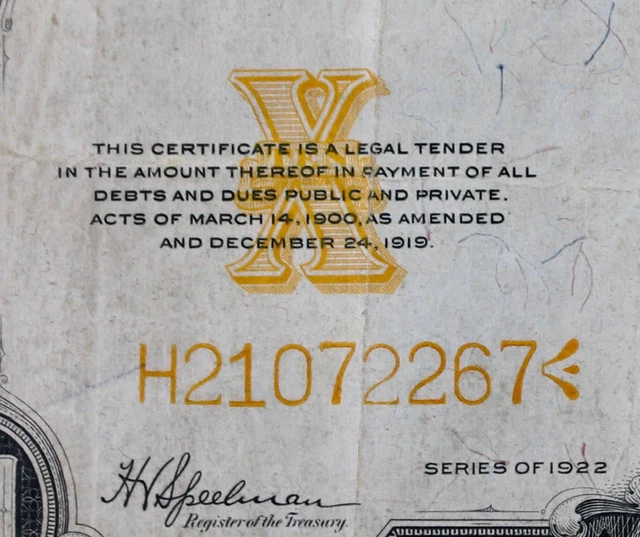 X
THIS CERTIFICATE IS A LEGAL TENDER
IN THE AMOUNT THEREOF IN PAYMENT OF ALL
DEBTS AND DUES PUBLIC AND PRIVATE.
ACTS OF MARCH 14, 1900, AS AMENDED
AND DECEMBER 24, 1919.
H21072267
SERIES OF 1922
HV Speelman
Register of the Treasury.